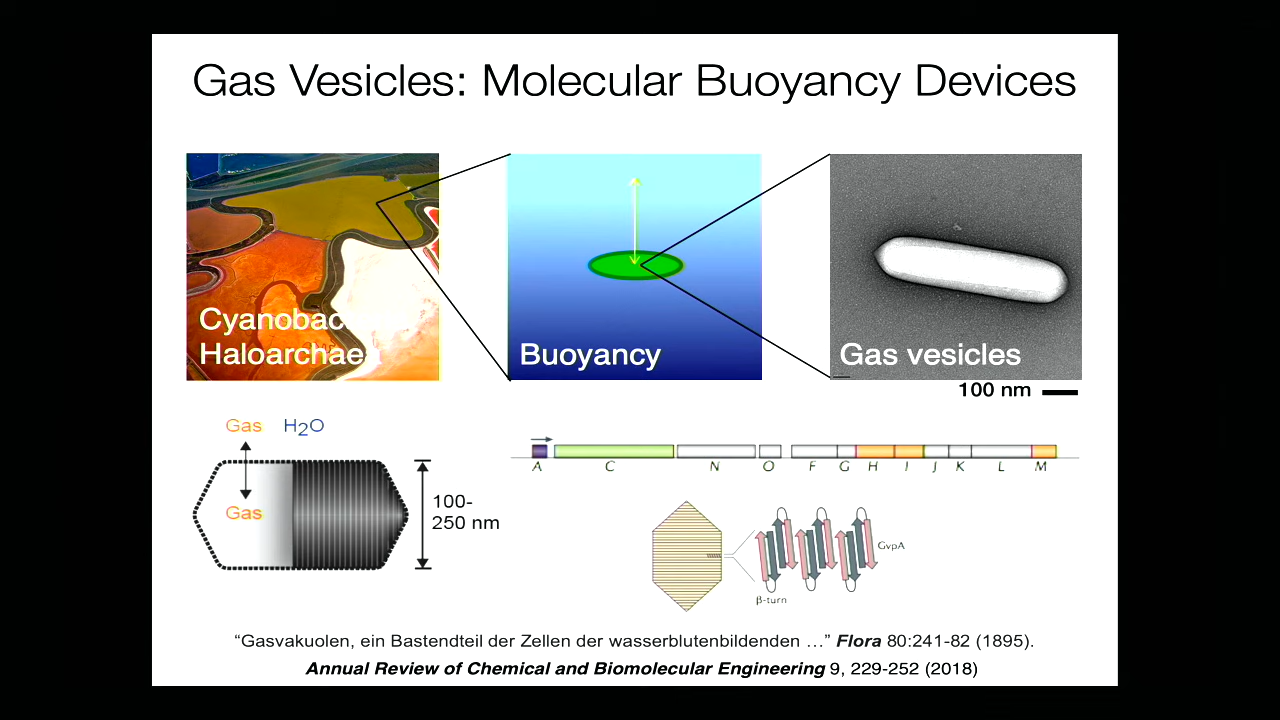 Gas Vesicles: Molecular Buoyancy Devices
Haloarchaea
Buoyancy
Gas vesicles
100 nm
Gas H2O
Gas
100-
250 nm
A C N O F G H I J K L M
GvpA
β-turn
“Gasvakuolen, ein Bastendteil der Zellen der wasserblutenbildenden …” Flora 80:241-82 (1895).
Annual Review of Chemical and Biomolecular Engineering 9, 229-252 (2018)